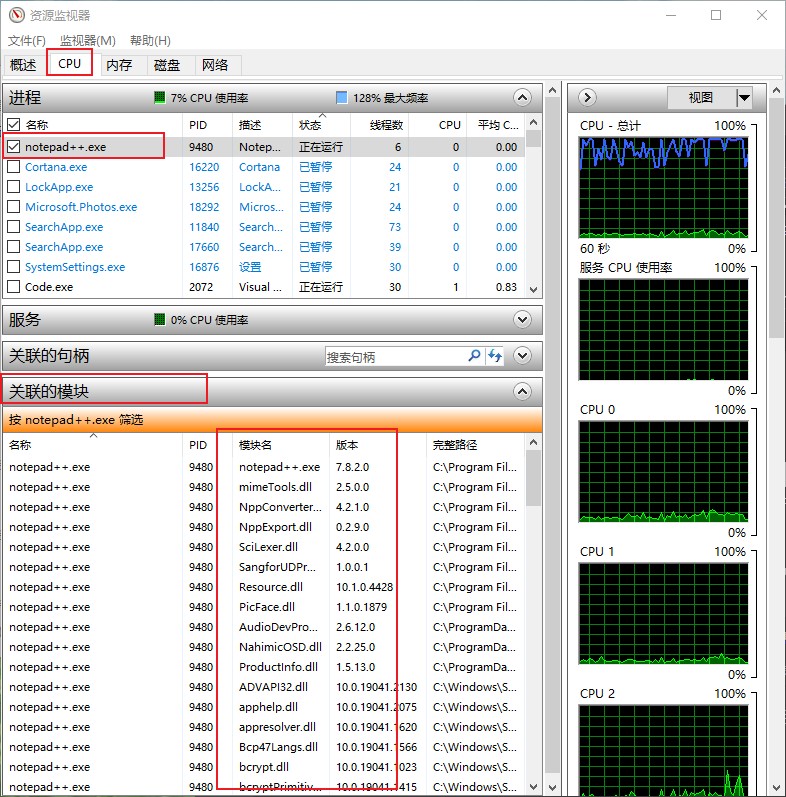 资源监视器
文件(F) 监视器(M) 帮助(H)
概述 CPU 内存 磁盘 网络
进程 7% CPU 使用率 128% 最大频率
名称 PID 描述 状态 线程数 CPU 平均 C...
notepad++.exe 9480 Notep... 正在运行 6 0 0.00
Cortana.exe 16220 Cortana 已暂停 24 0 0.00
LockApp.exe 13256 LockA... 已暂停 21 0 0.00
Microsoft.Photos.exe 18292 Micros... 已暂停 24 0 0.00
SearchApp.exe 11840 Search... 已暂停 73 0 0.00
SearchApp.exe 17660 Search... 已暂停 39 0 0.00
SystemSettings.exe 16876 设置 已暂停 30 0 0.00
Code.exe 2072 Visual ... 正在运行 30 1 0.83
服务 0% CPU 使用率
关联的句柄 搜索句柄
关联的模块
按 notepad++.exe 筛选
名称 PID 模块名 版本 完整路径
notepad++.exe 9480 notepad++.exe 7.8.2.0 C:\Program Fil...
notepad++.exe 9480 mimeTools.dll 2.5.0.0 C:\Program Fil...
notepad++.exe 9480 NppConverter... 4.2.1.0 C:\Program Fil...
notepad++.exe 9480 NppExport.dll 0.2.9.0 C:\Program Fil...
notepad++.exe 9480 SciLexer.dll 4.2.0.0 C:\Program Fil...
notepad++.exe 9480 SangforUDPr... 1.0.0.1 C:\Program Fil...
notepad++.exe 9480 Resource.dll 10.1.0.4428 C:\Program Fil...
notepad++.exe 9480 PicFace.dll 1.1.0.1879 C:\Program Fil...
notepad++.exe 9480 AudioDevPro... 2.6.12.0 C:\ProgramDa...
notepad++.exe 9480 NahimicOSD.dll 2.2.25.0 C:\ProgramDa...
notepad++.exe 9480 ProductInfo.dll 1.5.13.0 C:\ProgramDa...
notepad++.exe 9480 ADVAPI32.dll 10.0.19041.2130 C:\Windows\S...
notepad++.exe 9480 apphelp.dll 10.0.19041.2075 C:\Windows\S...
notepad++.exe 9480 appresolver.dll 10.0.19041.1620 C:\Windows\S...
notepad++.exe 9480 Bcp47Langs.dll 10.0.19041.1566 C:\Windows\S...
notepad++.exe 9480 bcrypt.dll 10.0.19041.1023 C:\Windows\S...
notepad++.exe 9480 bcryptPrimitiv... 10.0.19041.1415 C:\Windows\S...
视图
CPU - 总计 100%
60 秒 0%
服务 CPU 使用率 100%
0%
CPU 0 100%
0%
CPU 1 100%
0%
CPU 2 100%